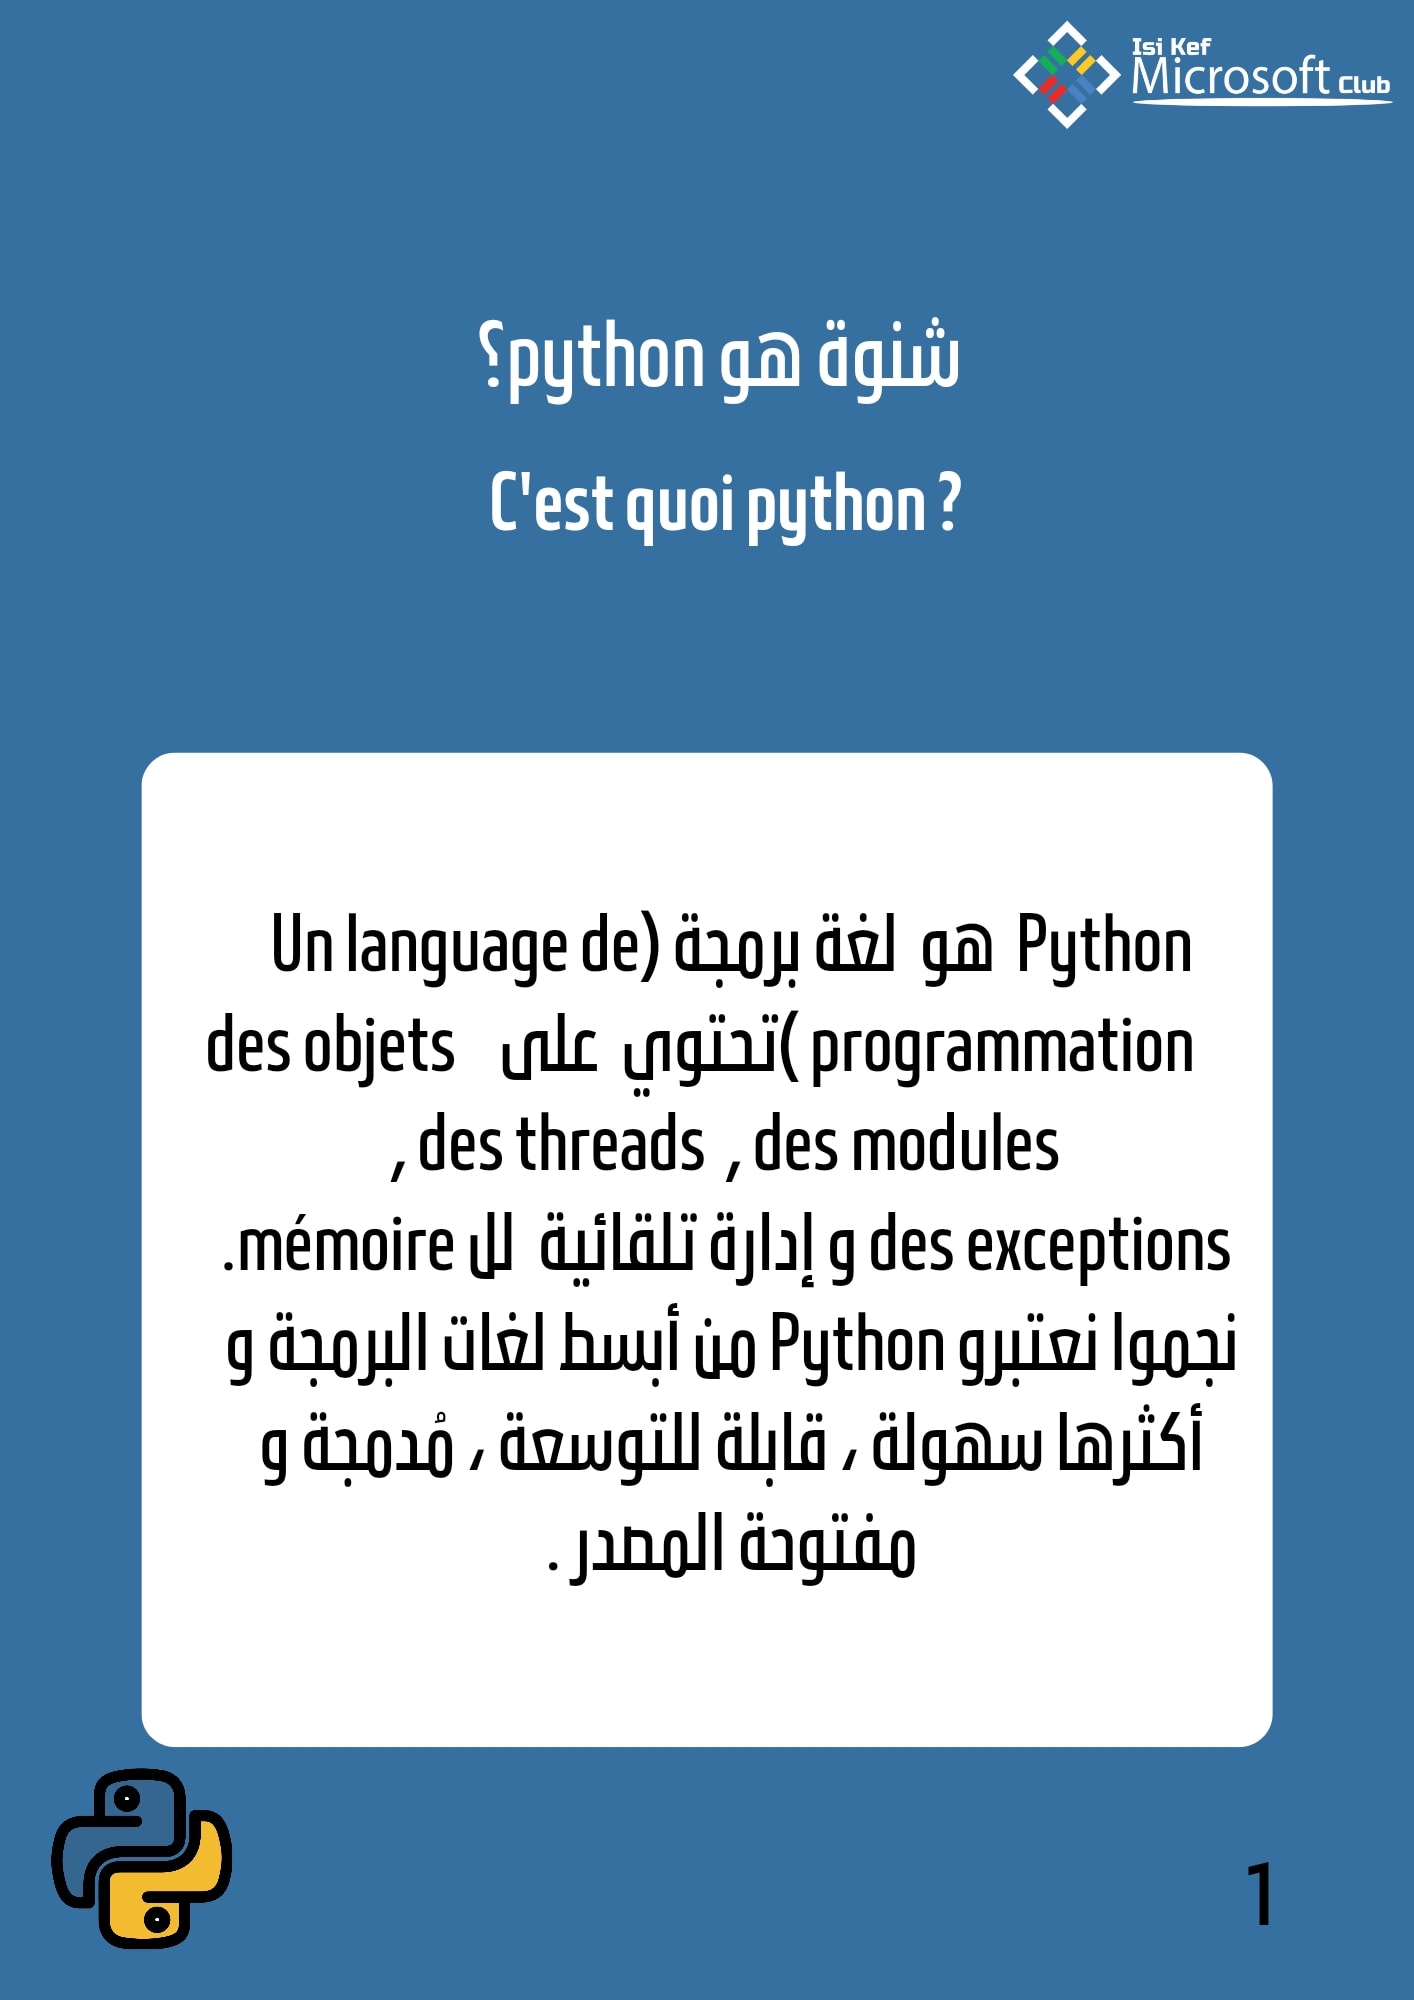 Isi Kef
Microsoft Club
شنوة هو python؟
C'est quoi python ?
Python هو لغة برمجة (Un language de
programmation )تحتوي على des objets
, des threads , des modules
des exceptions و إدارة تلقائية لل mémoire.
نجموا نعتبرو Python من أبسط لغات البرمجة و
أكثرها سهولة ، قابلة للتوسعة ، مُدمجة و
مفتوحة المصدر .
1